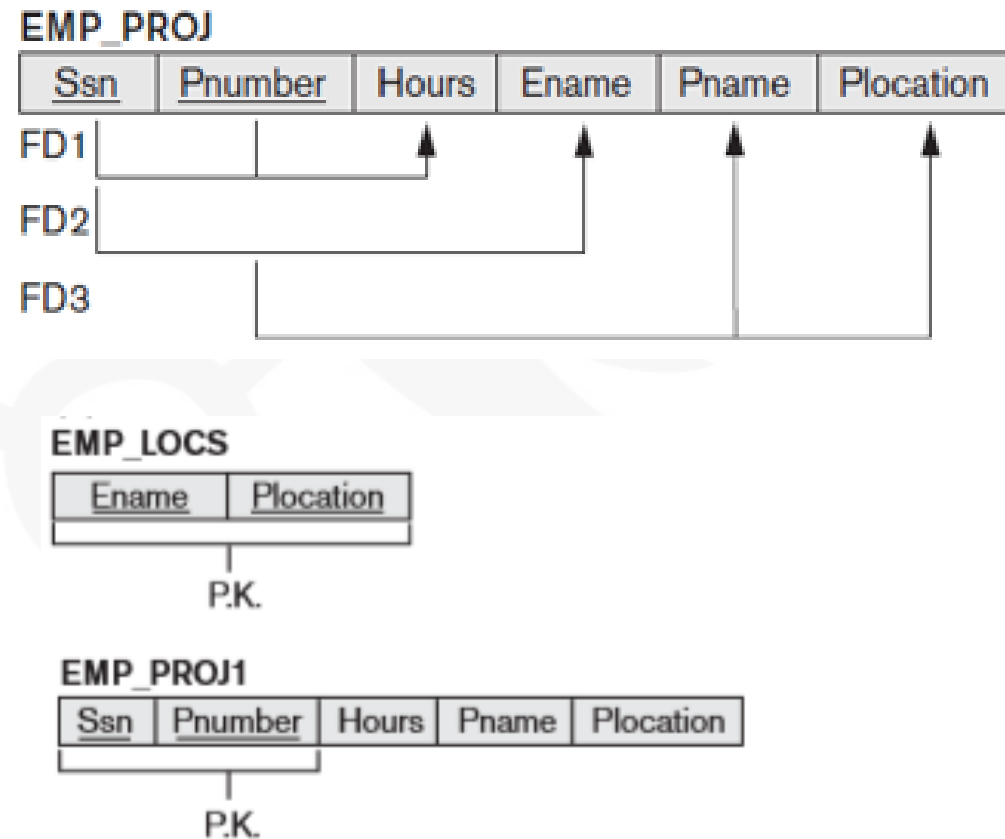 EMP_PROJ
Ssn Pnumber Hours Ename Pname Plocation
FD1
FD2
FD3
EMP_LOCS
Ename Plocation
P.K.
EMP_PROJ1
Ssn Pnumber Hours Pname Plocation
P.K.